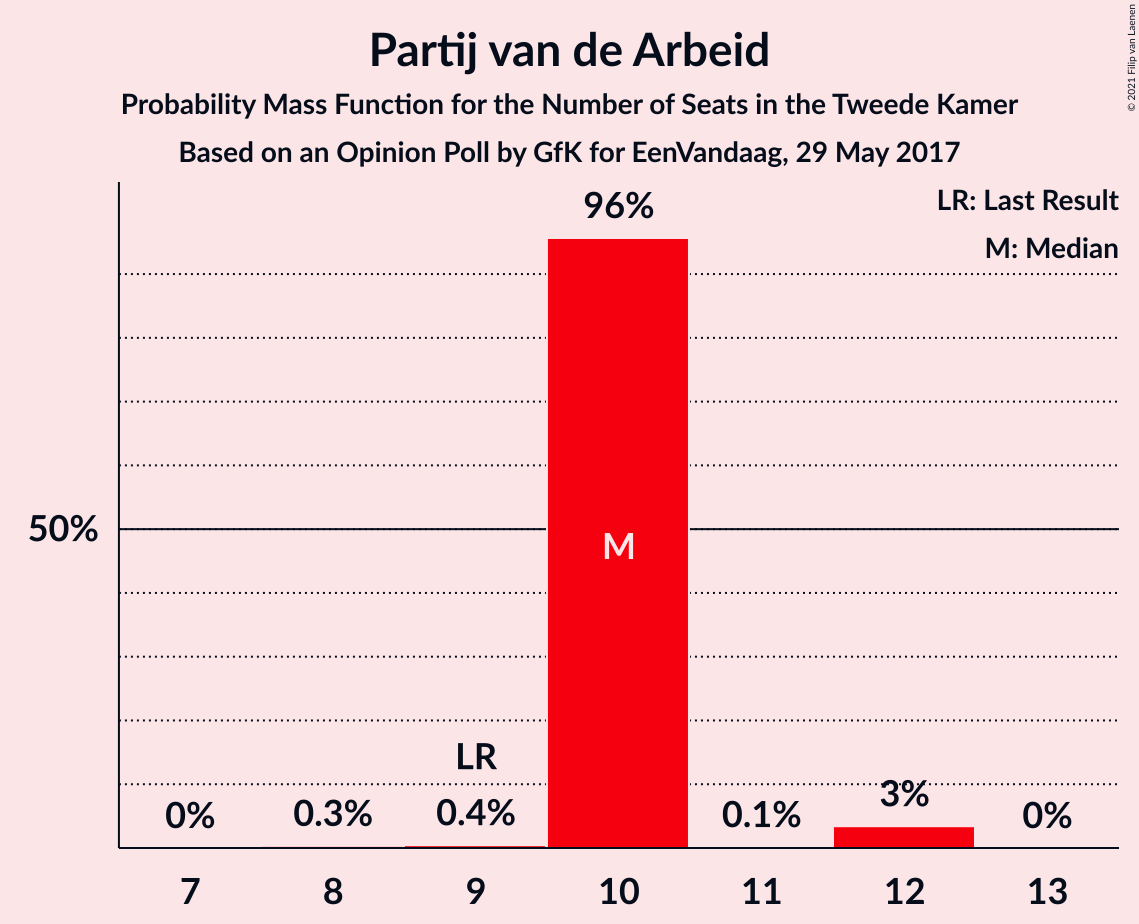 Partij van de Arbeid
Probability Mass Function for the Number of Seats in the Tweede Kamer
Based on an Opinion Poll by GfK for EenVandaag, 29 May 2017
© 2021 Filip van Laenen
LR: Last Result
M: Median
96%
50%
M
LR
0%
0.3%
0.4%
0.1%
3%
0%
7
8
9
10
11
12
13